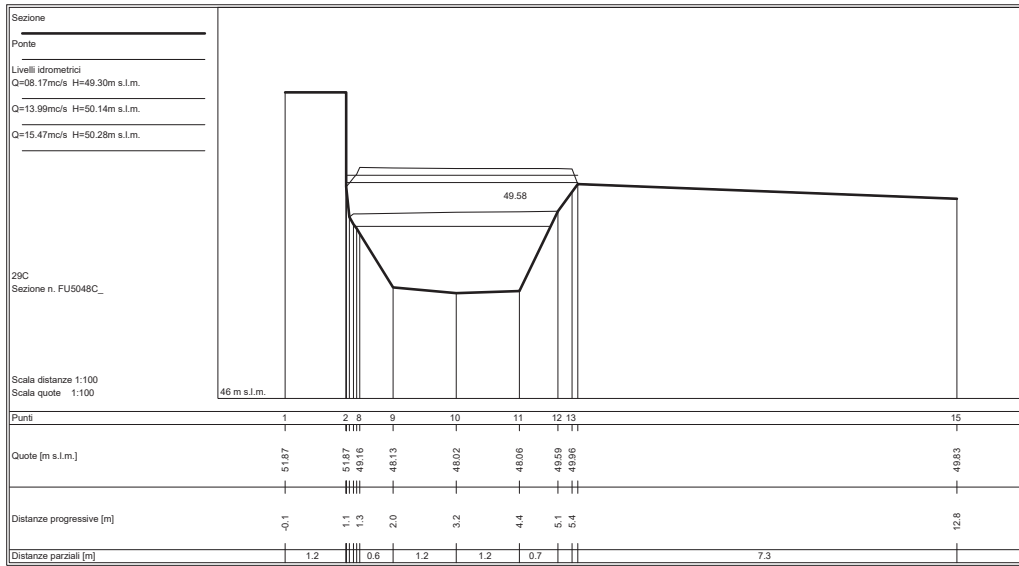 Sezione
Ponte
Livelli idrometrici
Q=08.17mc/s H=49.30m s.l.m.
Q=13.99mc/s H=50.14m s.l.m.
Q=15.47mc/s H=50.28m s.l.m.
49.58
29C
Sezione n. FU5048C_
Scala distanze 1:100
Scala quote 1:100
46 m s.l.m.
Punti 1 2 8 9 10 11 12 13 15
Quote [m s.l.m.] 51.87 51.87 49.16 48.13 48.02 48.06 49.59 49.96 49.83
Distanze progressive [m] -0.1 1.1 1.3 2.0 3.2 4.4 5.1 5.4 12.8
Distanze parziali [m] 1.2 0.6 1.2 1.2 0.7 7.3